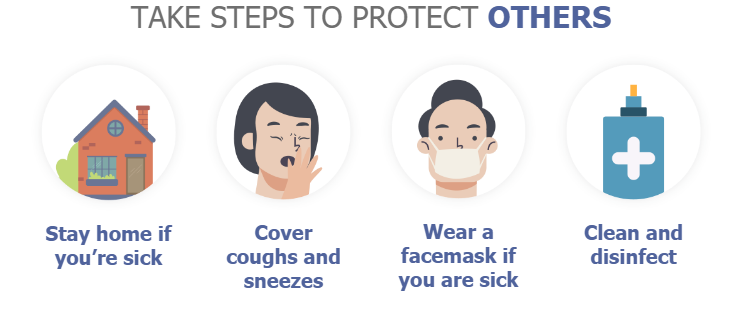 TAKE STEPS TO PROTECT OTHERS
Stay home if
you’re sick
Cover
coughs and
sneezes
Wear a
facemask if
you are sick
Clean and
disinfect